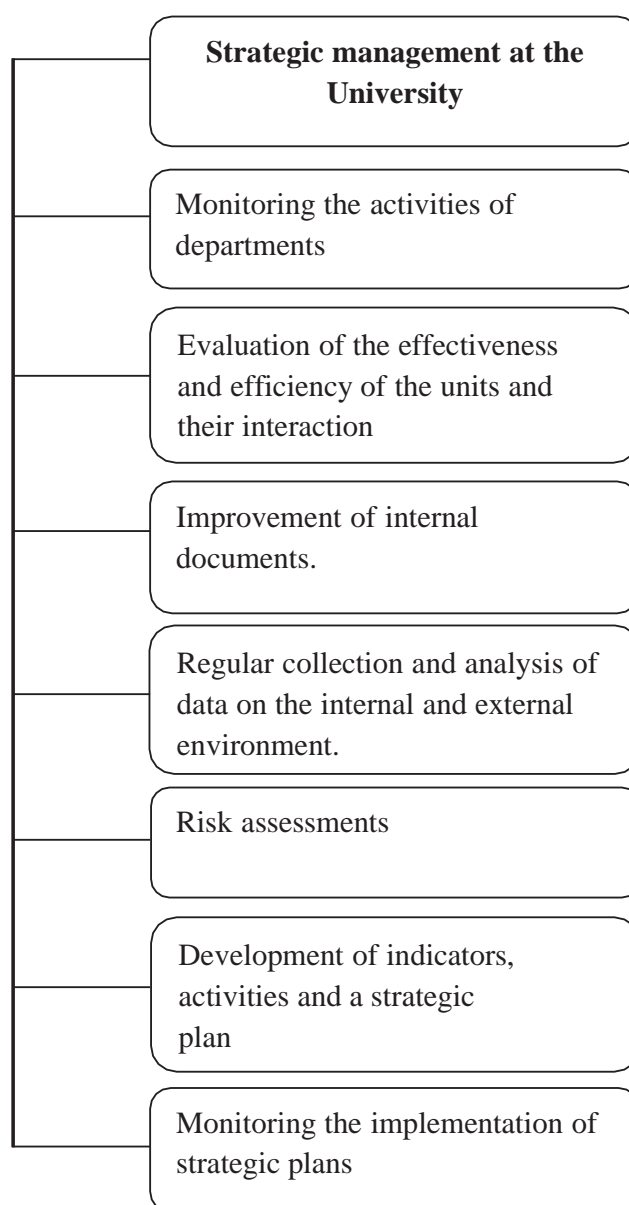 Strategic management at the
University
Monitoring the activities of
departments
Evaluation of the effectiveness
and efficiency of the units and
their interaction
Improvement of internal
documents.
Regular collection and analysis of
data on the internal and external
environment.
Risk assessments
Development of indicators,
activities and a strategic
plan
Monitoring the implementation of
strategic plans